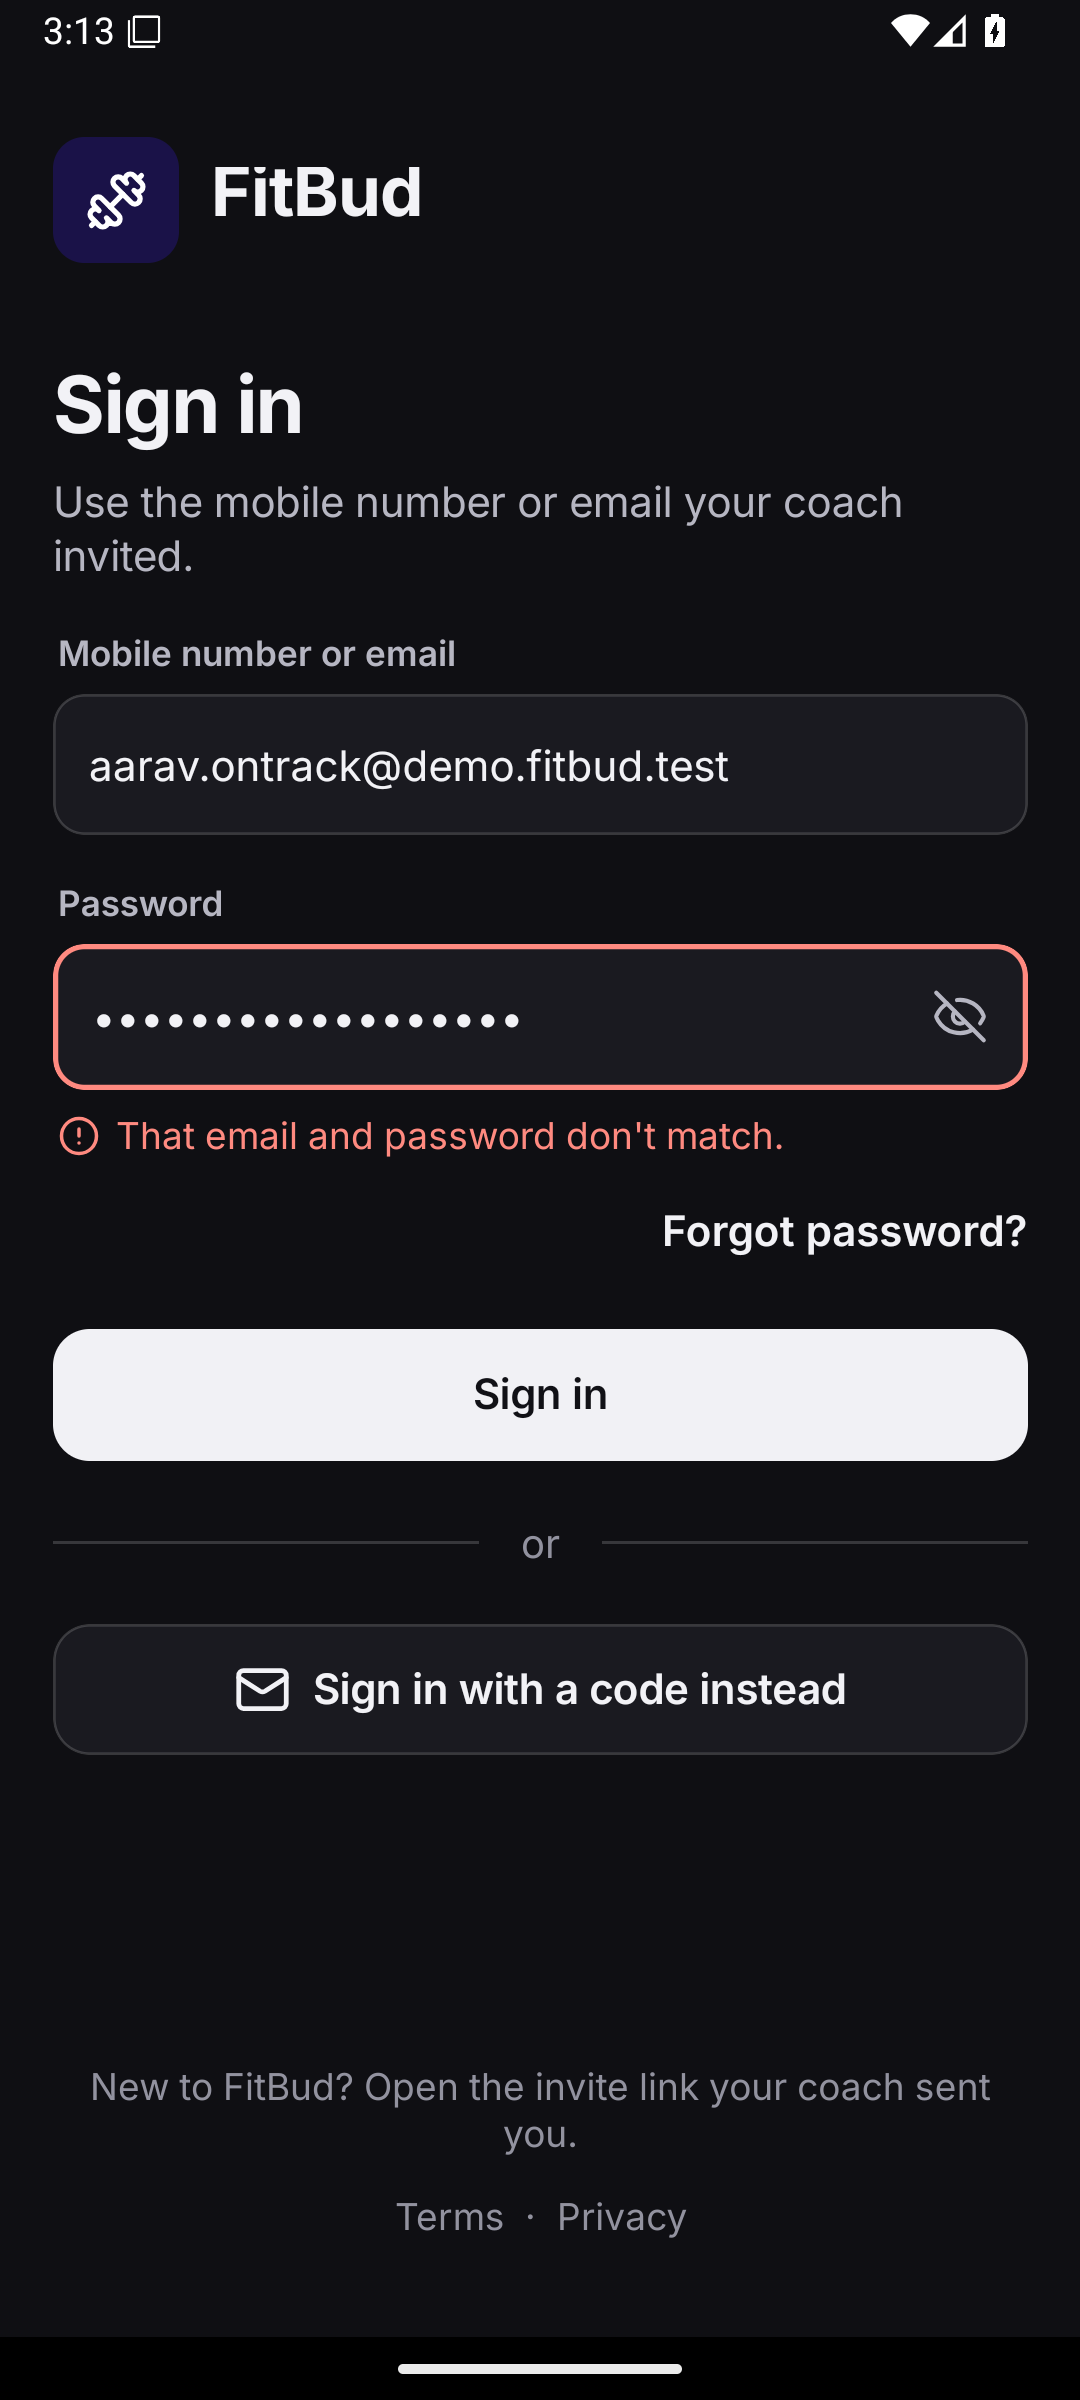 3:13
FitBud
Sign in
Use the mobile number or email your coach
invited.
Mobile number or email
aarav.ontrack@demo.fitbud.test
Password
••••••••••••••••••
That email and password don't match.
Forgot password?
Sign in
or
Sign in with a code instead
New to FitBud? Open the invite link your coach sent
you.
Terms · Privacy